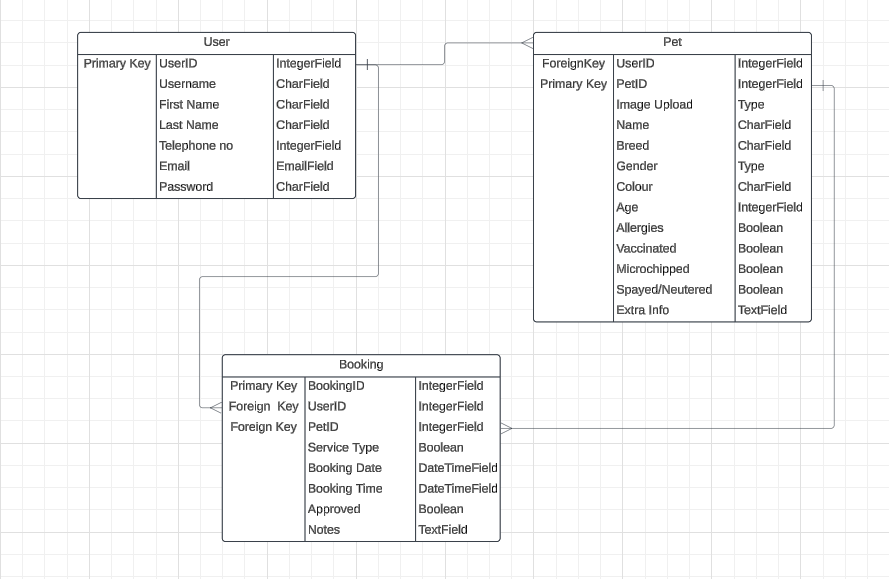 User
Primary Key UserID IntegerField
Username CharField
First Name CharField
Last Name CharField
Telephone no IntegerField
Email EmailField
Password CharField
Pet
ForeignKey UserID IntegerField
Primary Key PetID IntegerField
Image Upload Type
Name CharField
Breed CharField
Gender Type
Colour CharField
Age IntegerField
Allergies Boolean
Vaccinated Boolean
Microchipped Boolean
Spayed/Neutered Boolean
Extra Info TextField
Booking
Primary Key BookingID IntegerField
Foreign Key UserID IntegerField
Foreign Key PetID IntegerField
Service Type Boolean
Booking Date DateTimeField
Booking Time DateTimeField
Approved Boolean
Notes TextField